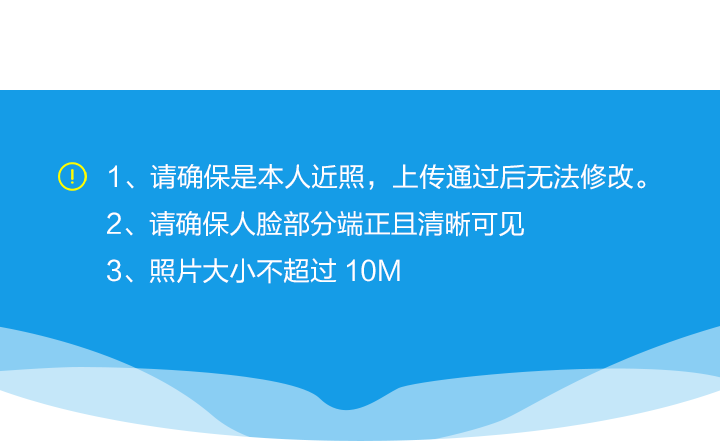 1、请确保是本人近照，上传通过后无法修改。
2、请确保人脸部分端正且清晰可见
3、照片大小不超过 10M